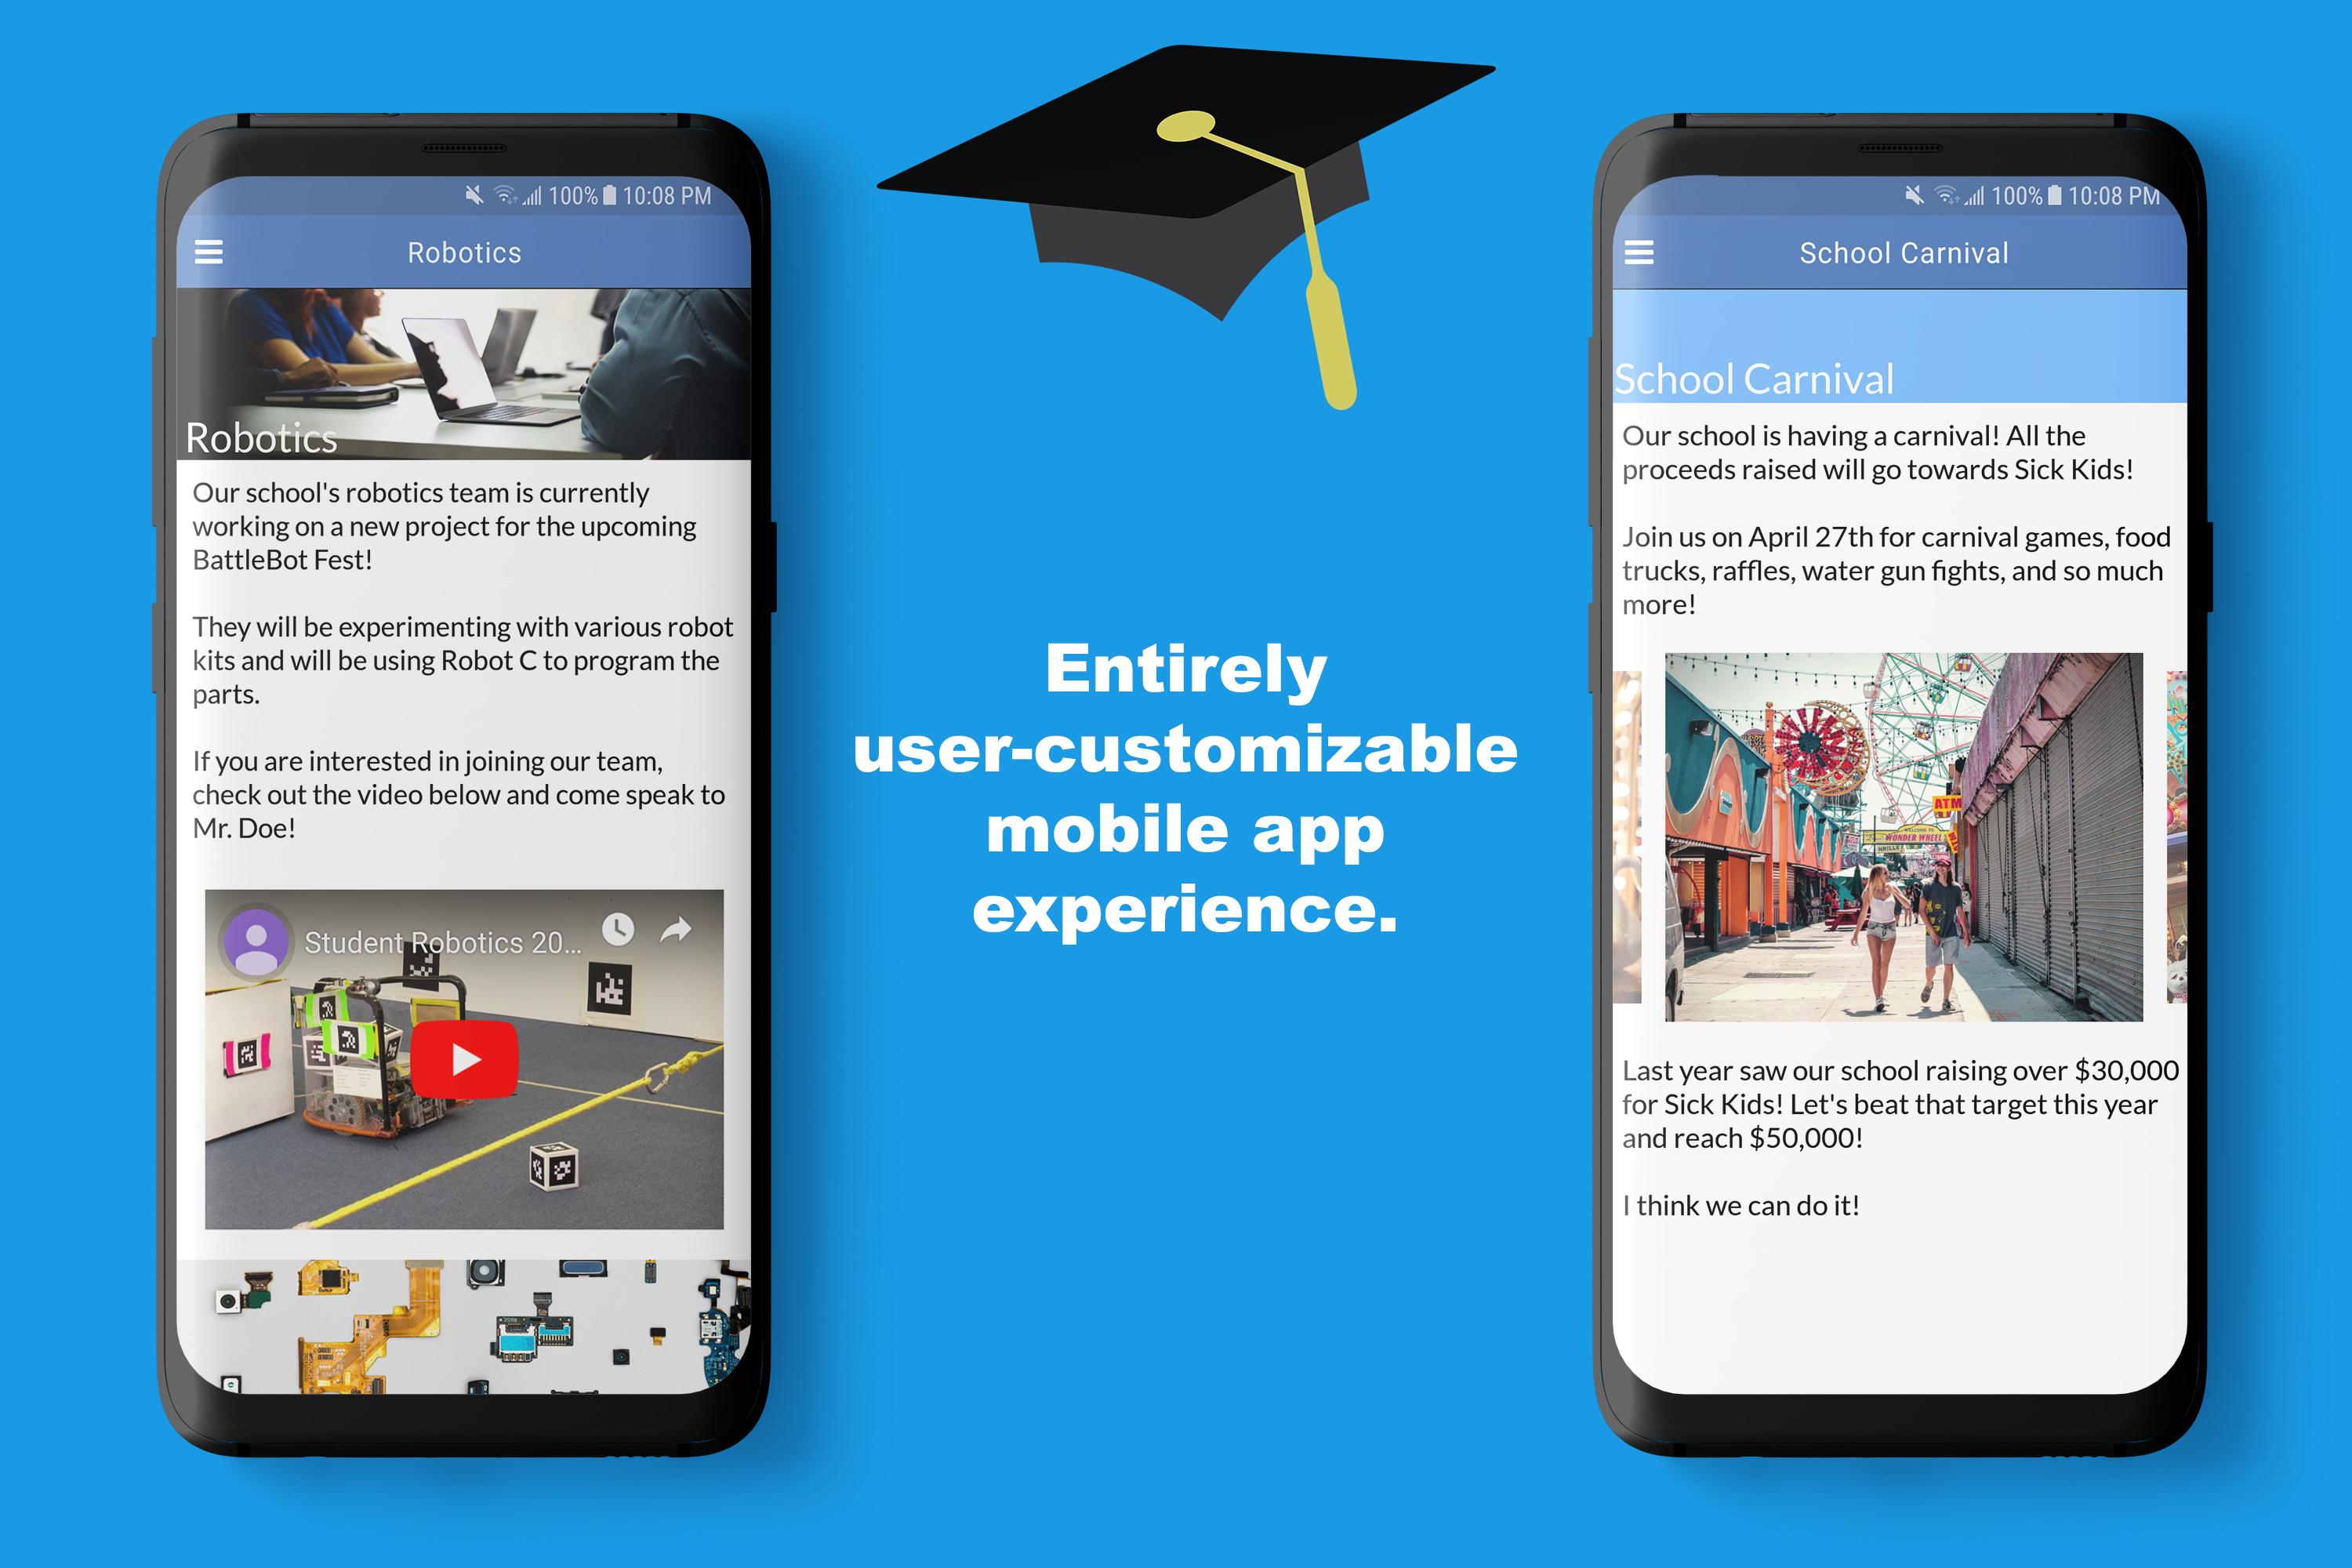 100% 10:08 PM
Robotics
Robotics
Our school's robotics team is currently
working on a new project for the upcoming
BattleBot Fest!
They will be experimenting with various robot
kits and will be using Robot C to program the
parts.
If you are interested in joining our team,
check out the video below and come speak to
Mr. Doe!
Student Robotics 20...
Entirely
user-customizable
mobile app
experience.
100% 10:08 PM
School Carnival
School Carnival
Our school is having a carnival! All the
proceeds raised will go towards Sick Kids!
Join us on April 27th for carnival games, food
trucks, raffles, water gun fights, and so much
more!
ATM
WELCOME TO
WONDER WHEEL
THRILLS
Last year saw our school raising over $30,000
for Sick Kids! Let's beat that target this year
and reach $50,000!
I think we can do it!